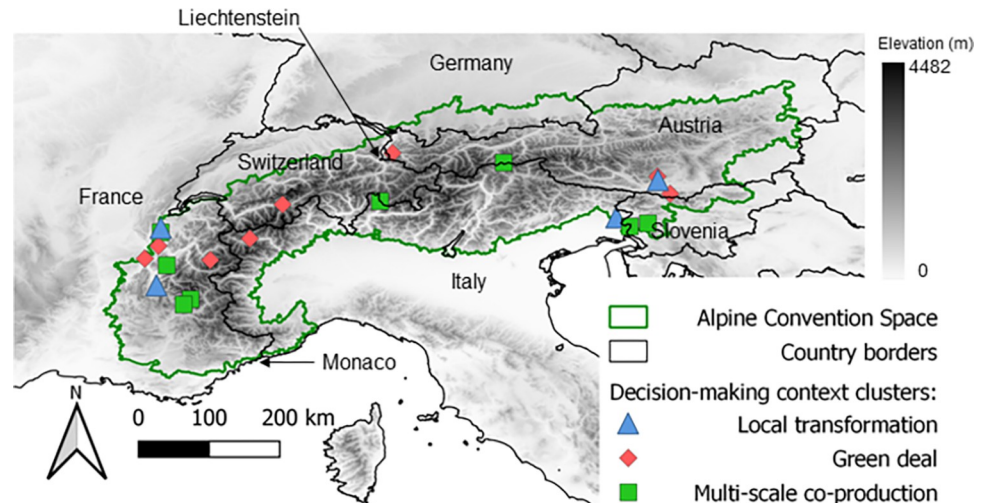 Liechtenstein
Germany
Elevation (m)
4482
Austria
Switzerland
France
Slovenia
Italy
0
Alpine Convention Space
Country borders
Monaco
Decision-making context clusters:
N
0 100 200 km
Local transformation
Green deal
Multi-scale co-production